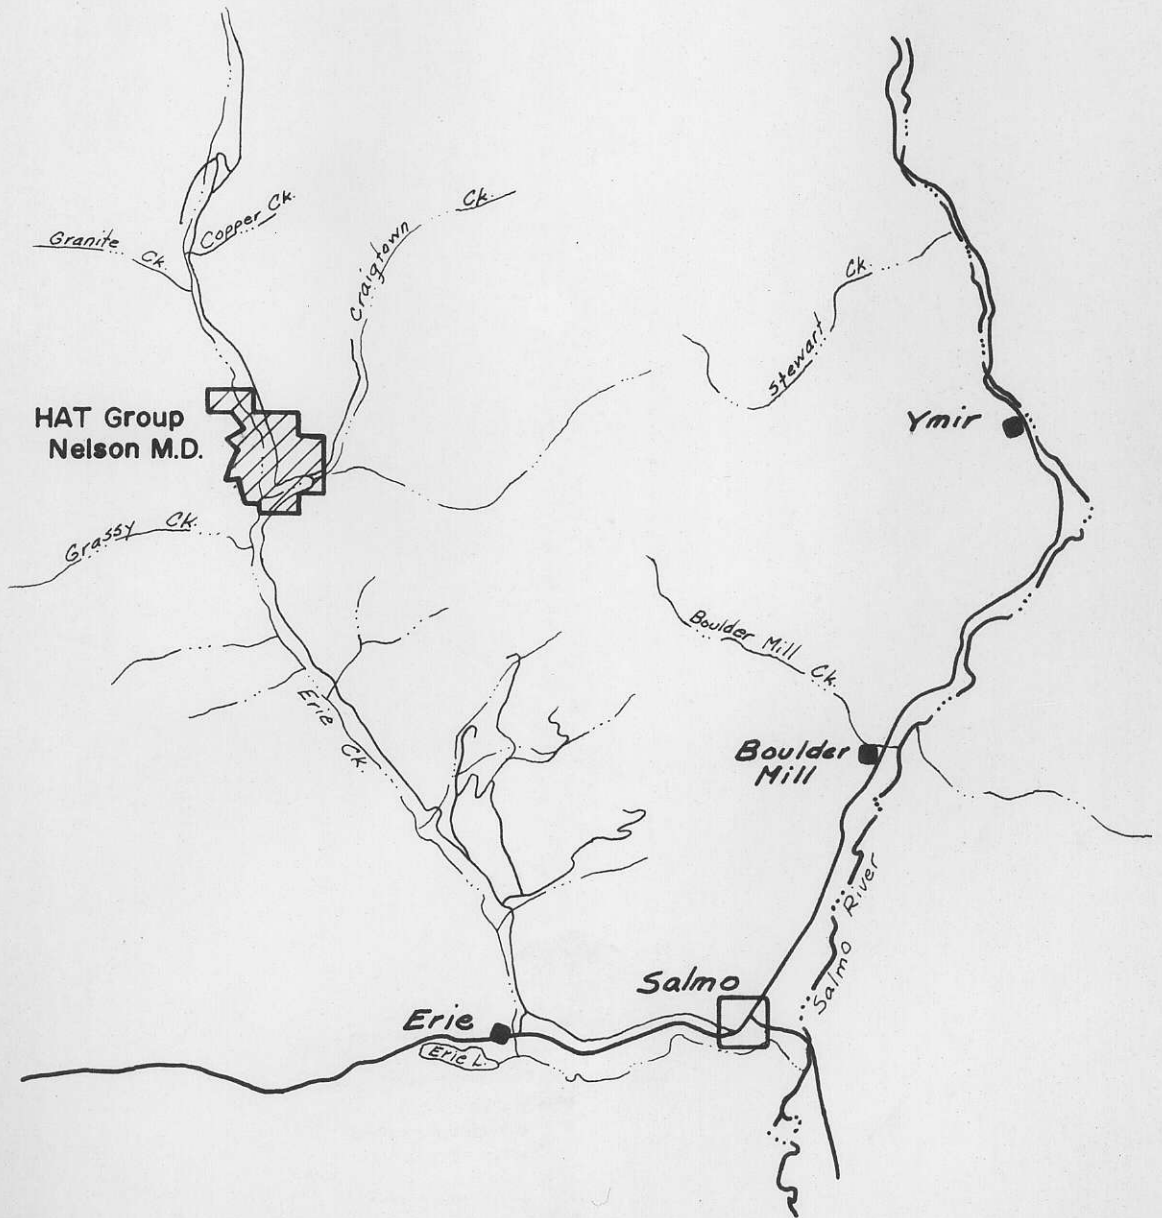 Copper Ck.
Granite Ck.
Craigtown Ck.
Ck.
Stewart
HAT Group
Nelson M.D.
Ymir
Grassy Ck.
Boulder Mill Ck.
Erie Ck.
Boulder
Mill
Salmo River
Salmo
Erie
Erie L.